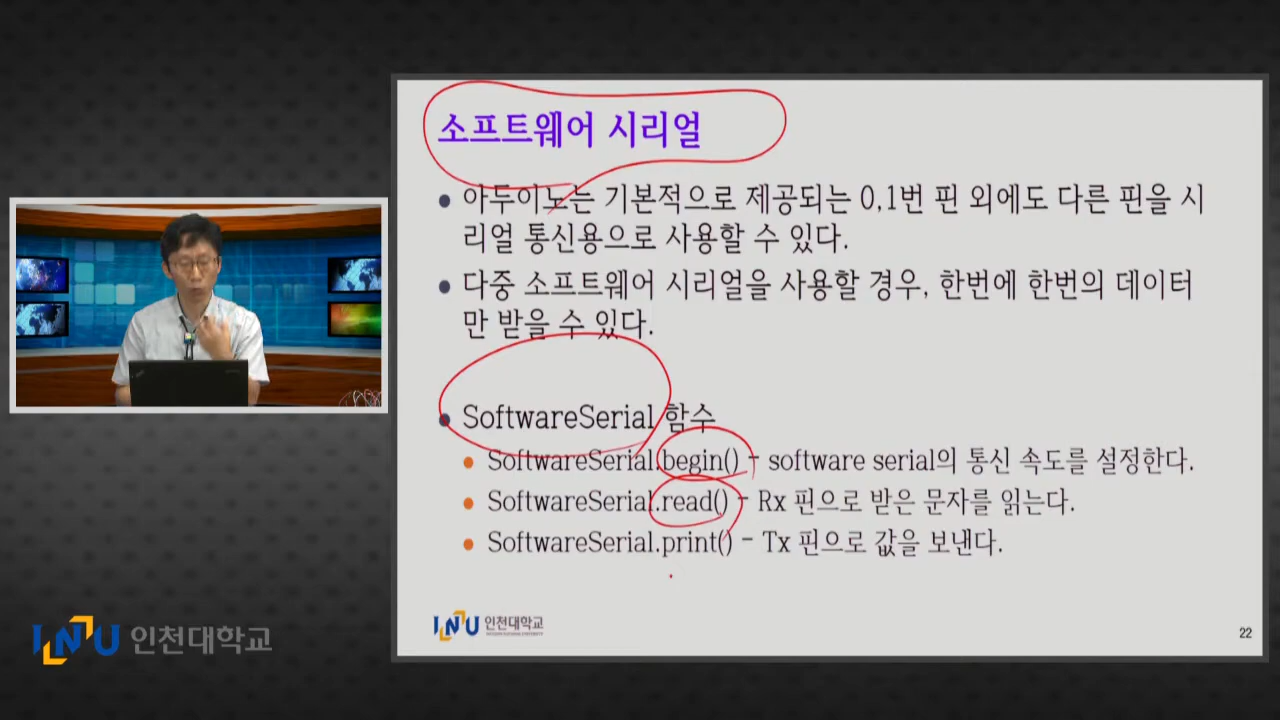 소프트웨어 시리얼
• 아두이노는 기본적으로 제공되는 0,1번 핀 외에도 다른 핀을 시
리얼 통신용으로 사용할 수 있다.
• 다중 소프트웨어 시리얼을 사용할 경우, 한번에 한번의 데이터
만 받을 수 있다.
• SoftwareSerial 함수
• SoftwareSerial.begin() - software serial의 통신 속도를 설정한다.
• SoftwareSerial.read() - Rx 핀으로 받은 문자를 읽는다.
• SoftwareSerial.print() - Tx 핀으로 값을 보낸다.
INU 인천대학교
22
INU 인천대학교